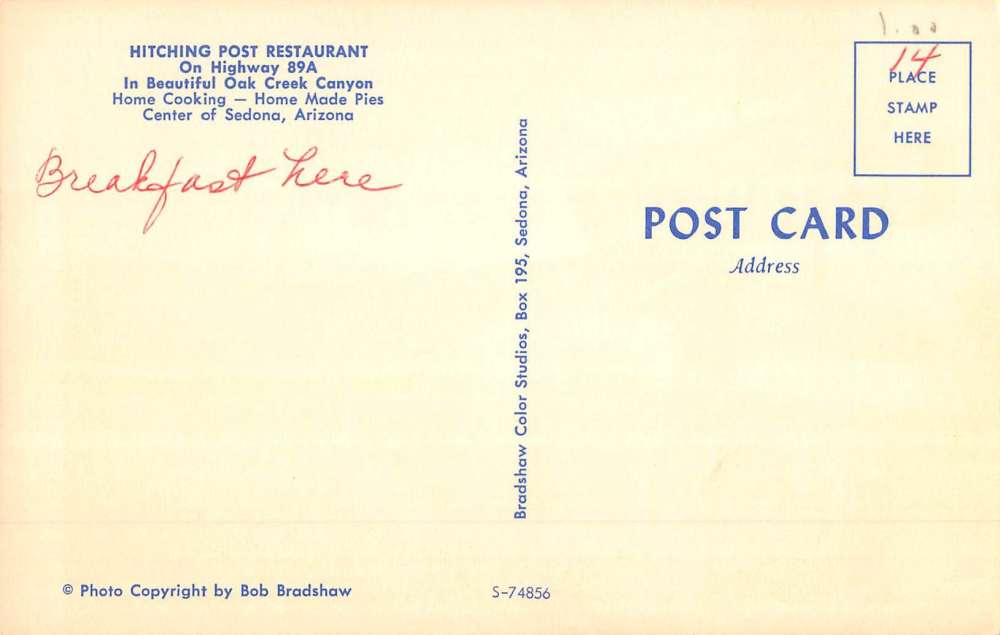 HITCHING POST RESTAURANT
On Highway 89A
In Beautiful Oak Creek Canyon
Home Cooking — Home Made Pies
Center of Sedona, Arizona
Breakfast here
© Photo Copyright by Bob Bradshaw
Bradshaw Color Studios, Box 195, Sedona, Arizona
S-74856
1.00
14
PLACE
STAMP
HERE
POST CARD
Address